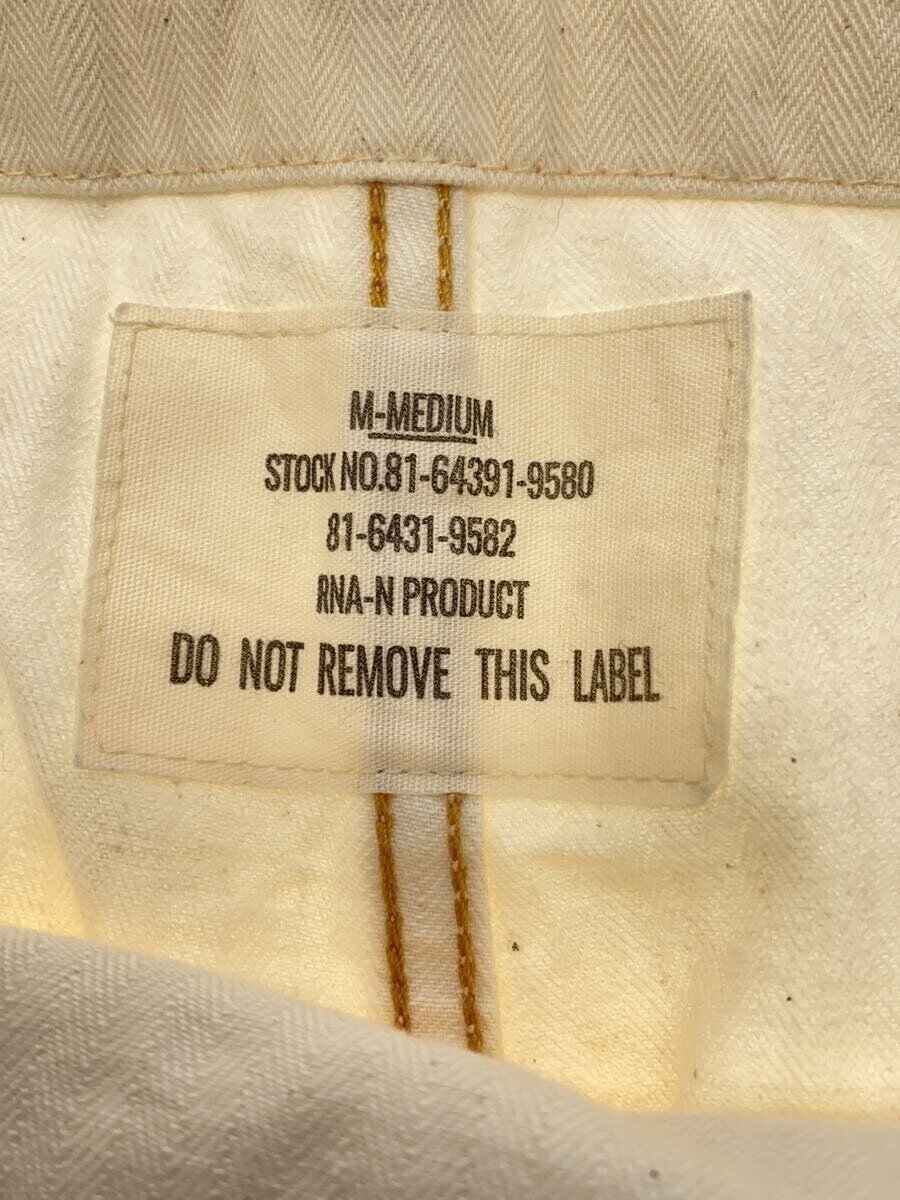 M-MEDIUM
STOCK NO.81-64391-9580
81-6431-9582
RNA-N PRODUCT
DO NOT REMOVE THIS LABEL